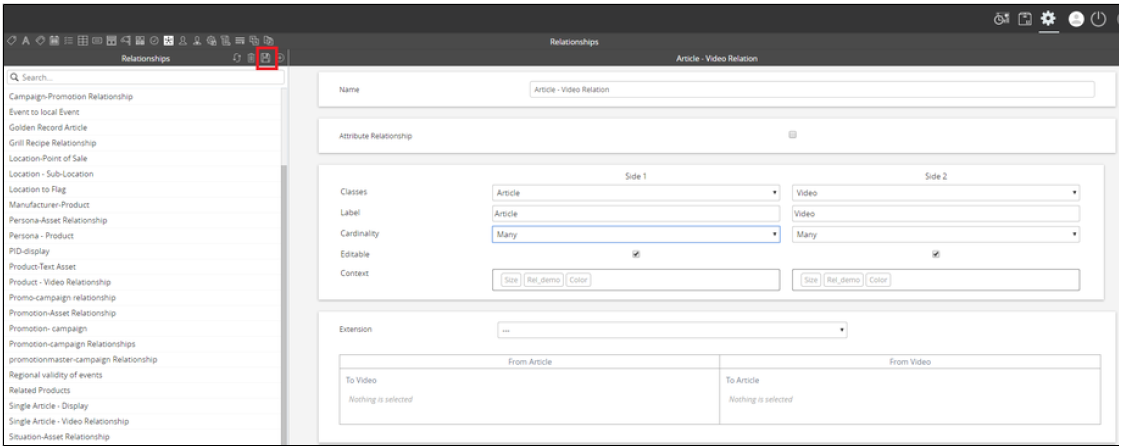 Relationships
Relationships
Article - Video Relation
Search...
Campaign-Promotion Relationship
Event to local Event
Golden Record Article
Grill Recipe Relationship
Location-Point of Sale
Location - Sub-Location
Location to Flag
Manufacturer-Product
Persona-Asset Relationship
Persona - Product
PID-display
Product-Text Asset
Product - Video Relationship
Promo-campaign relationship
Promotion-Asset Relationship
Promotion- campaign
Promotion-campaign Relationships
promotionmaster-campaign Relationship
Regional validity of events
Related Products
Single Article - Display
Single Article - Video Relationship
Situation-Asset Relationship
Name Article - Video Relation
Attribute Relationship
Side 1 Side 2
Classes Article Video
Label Article Video
Cardinality Many Many
Editable
Context Size Rel_demo Color Size Rel_demo Color
Extension ---
From Article From Video
To Video To Article
Nothing is selected Nothing is selected